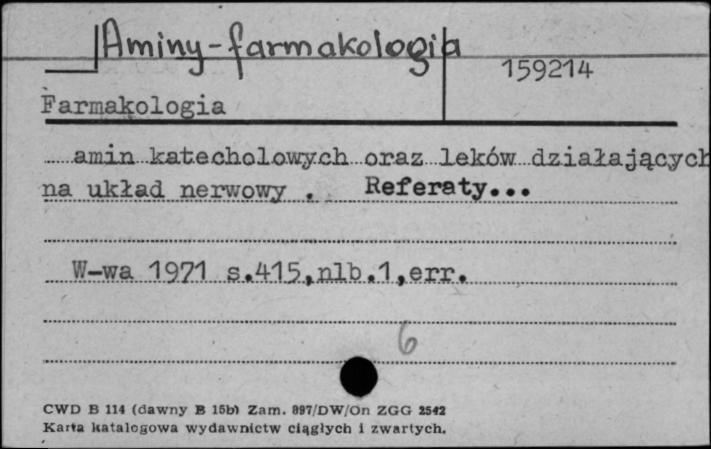 Aminy-farmakologia
159214
Farmakologia
amin katecholowych oraz leków działających
na układ nerwowy . Referaty...
W-wa 1971 s.415,nlb.1,err.
6
CWD B 114 (dawny B 15b) Zam. 897/DW/On ZGG 2542
Karta katalogowa wydawnictw ciągłych i zwartych.